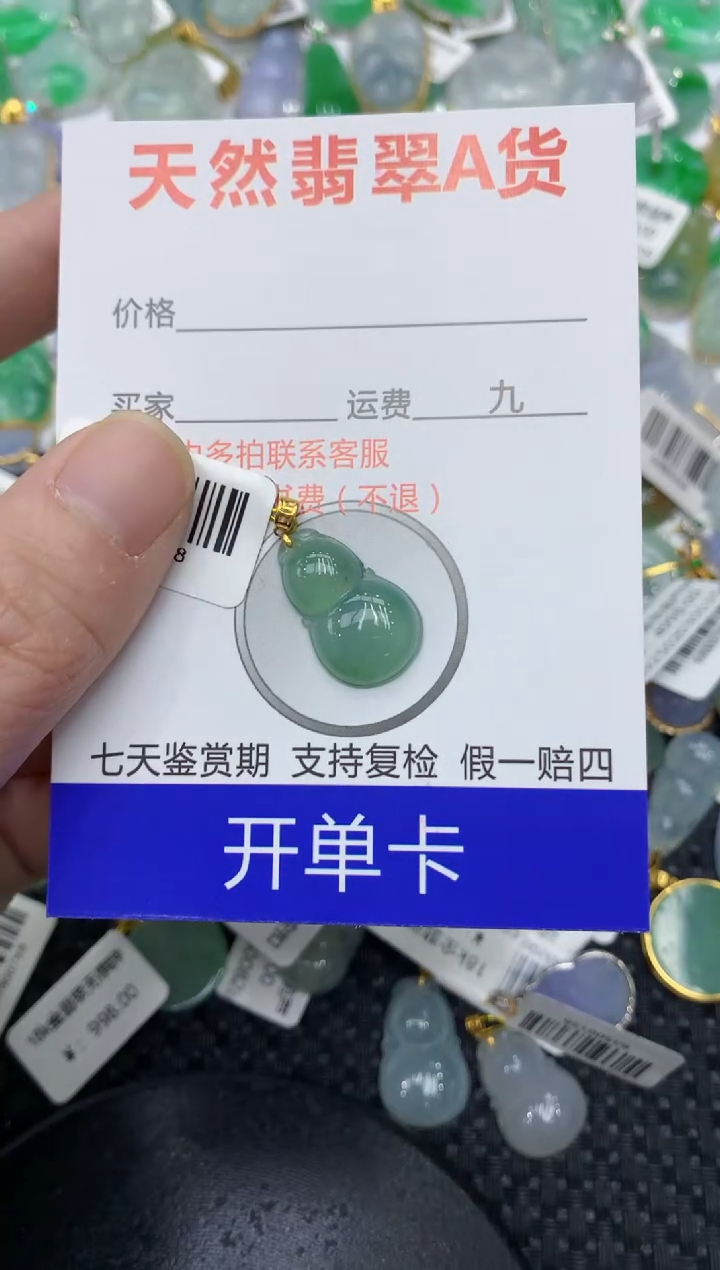 天然翡翠A货
价格
买家 运费 九
多拍联系客服
费（不退）
8
七天鉴赏期 支持复检 假一赔四
开单卡
998.00